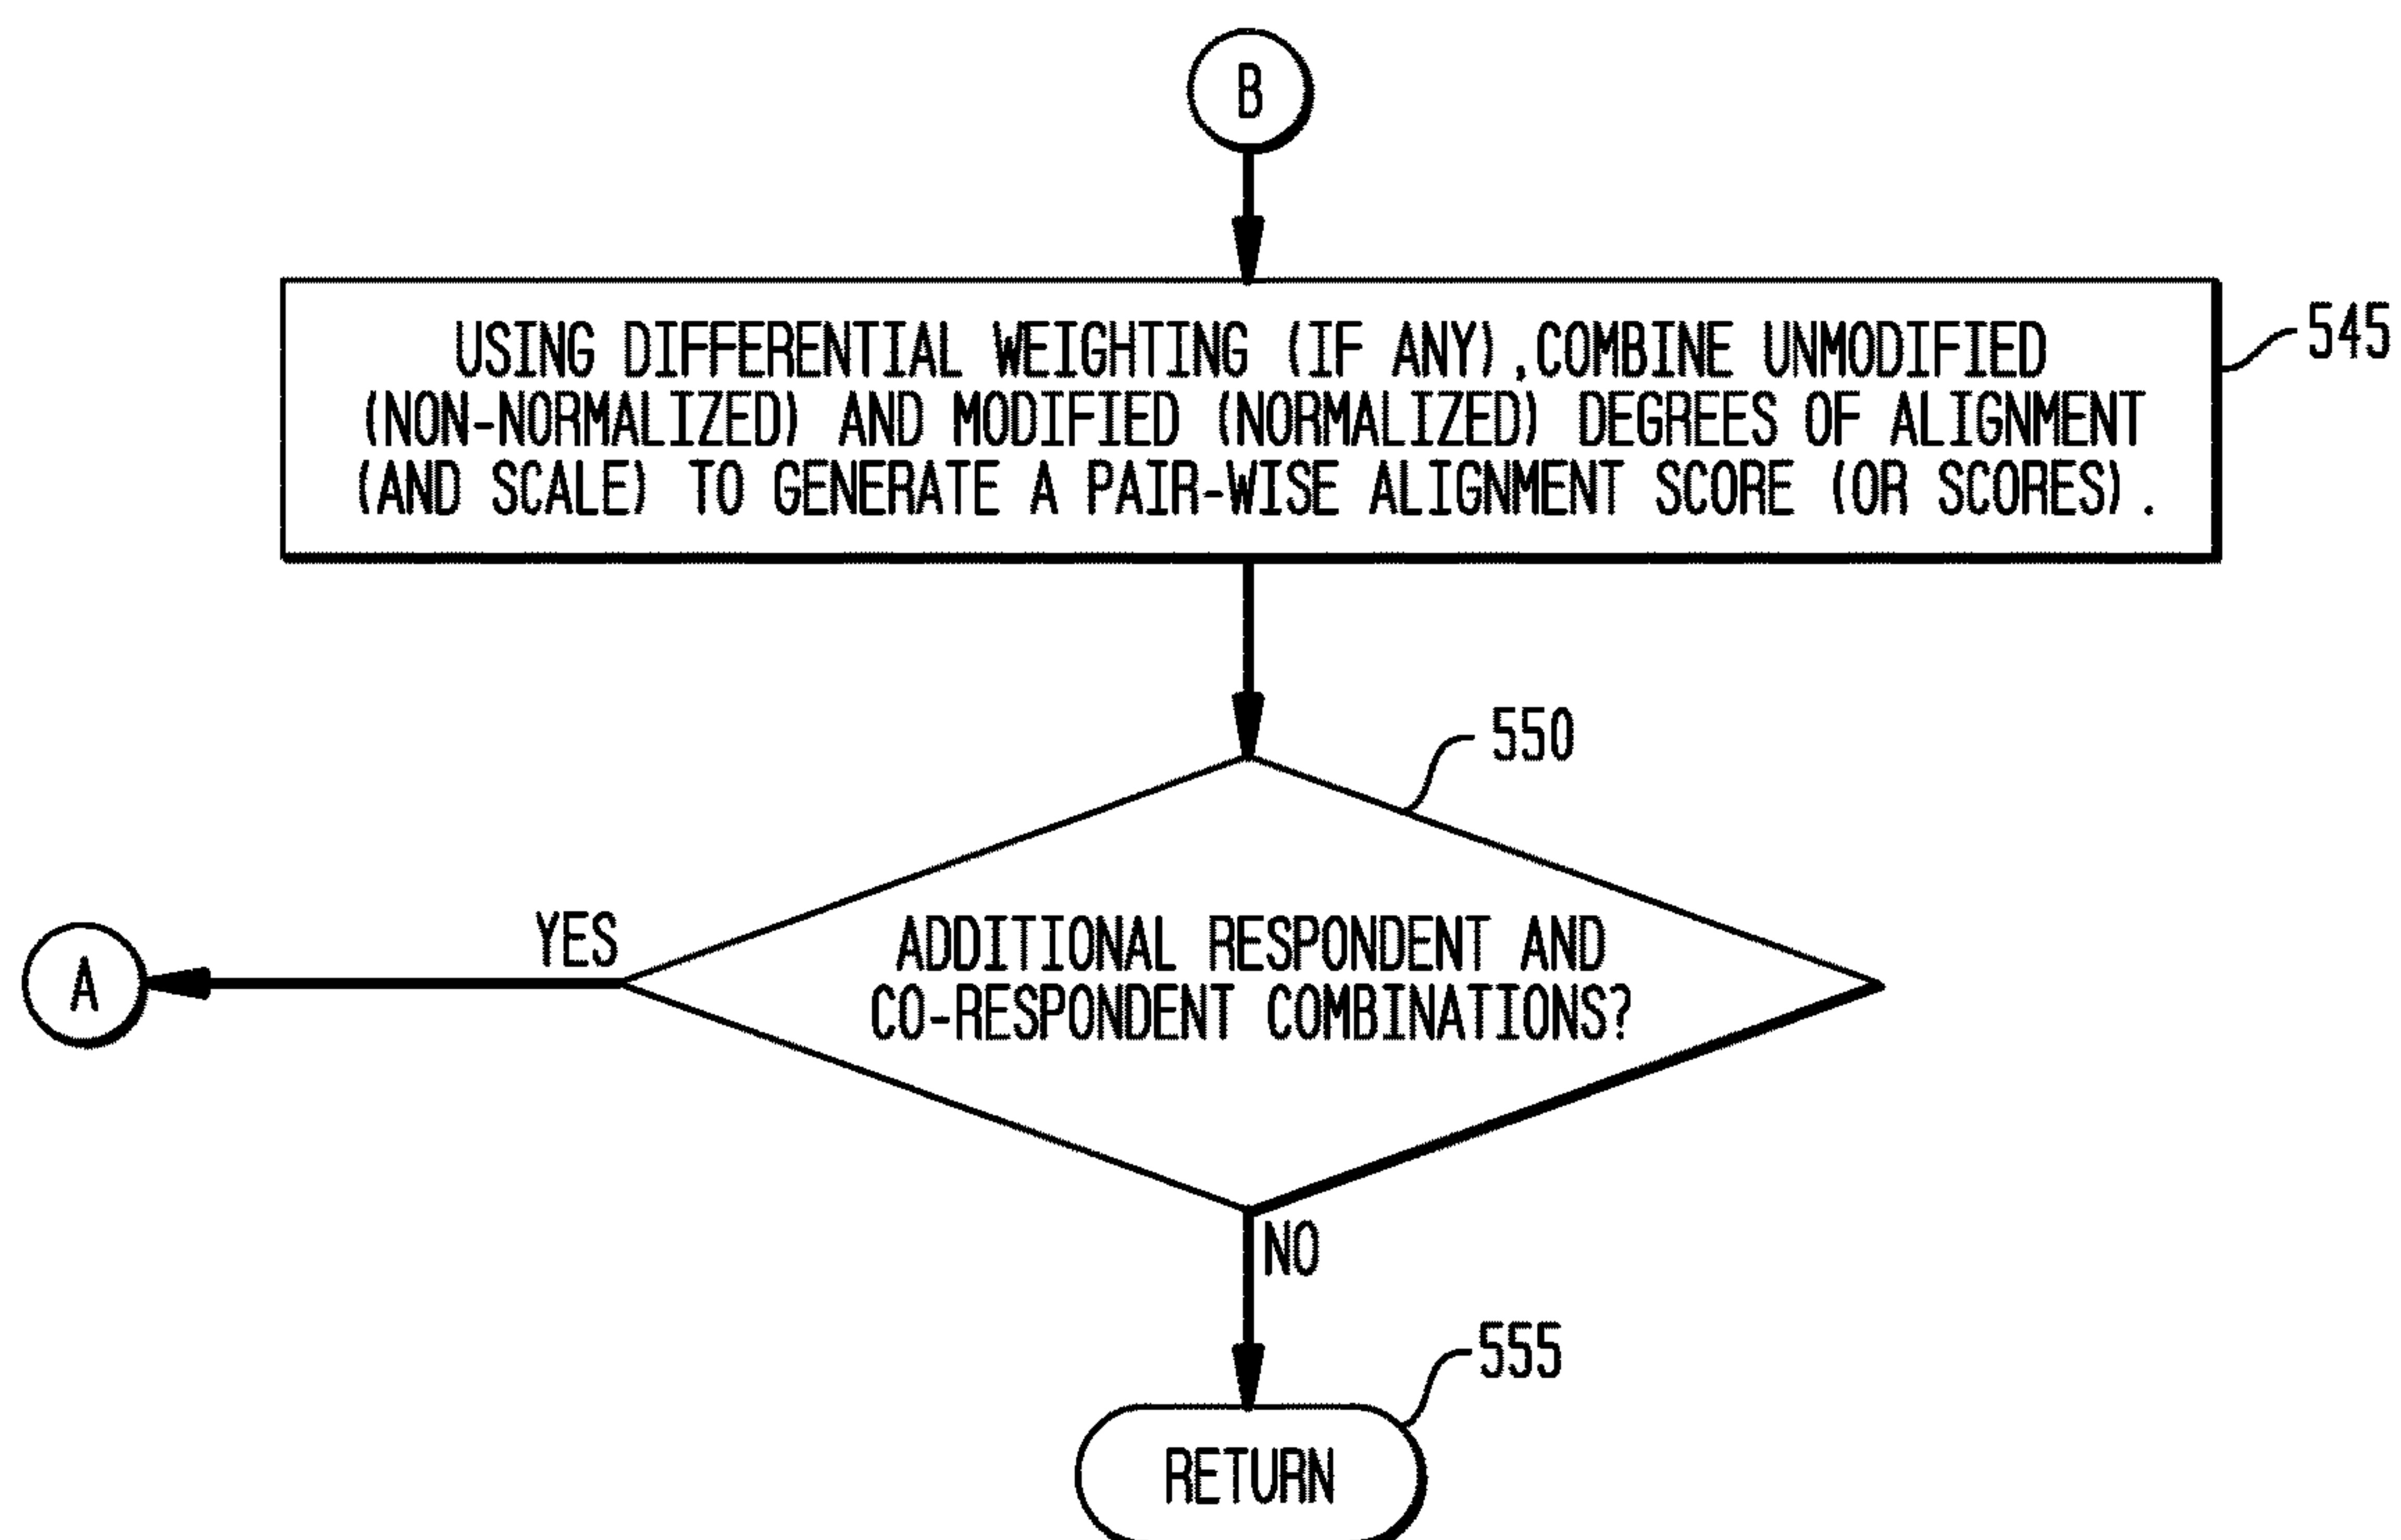 B
USING DIFFERENTIAL WEIGHTING (IF ANY),COMBINE UNMODIFIED
(NON-NORMALIZED) AND MODIFIED (NORMALIZED) DEGREES OF ALIGNMENT
(AND SCALE) TO GENERATE A PAIR-WISE ALIGNMENT SCORE (OR SCORES).
545
550
YES
A
ADDITIONAL RESPONDENT AND
CO-RESPONDENT COMBINATIONS?
NO
555
RETURN